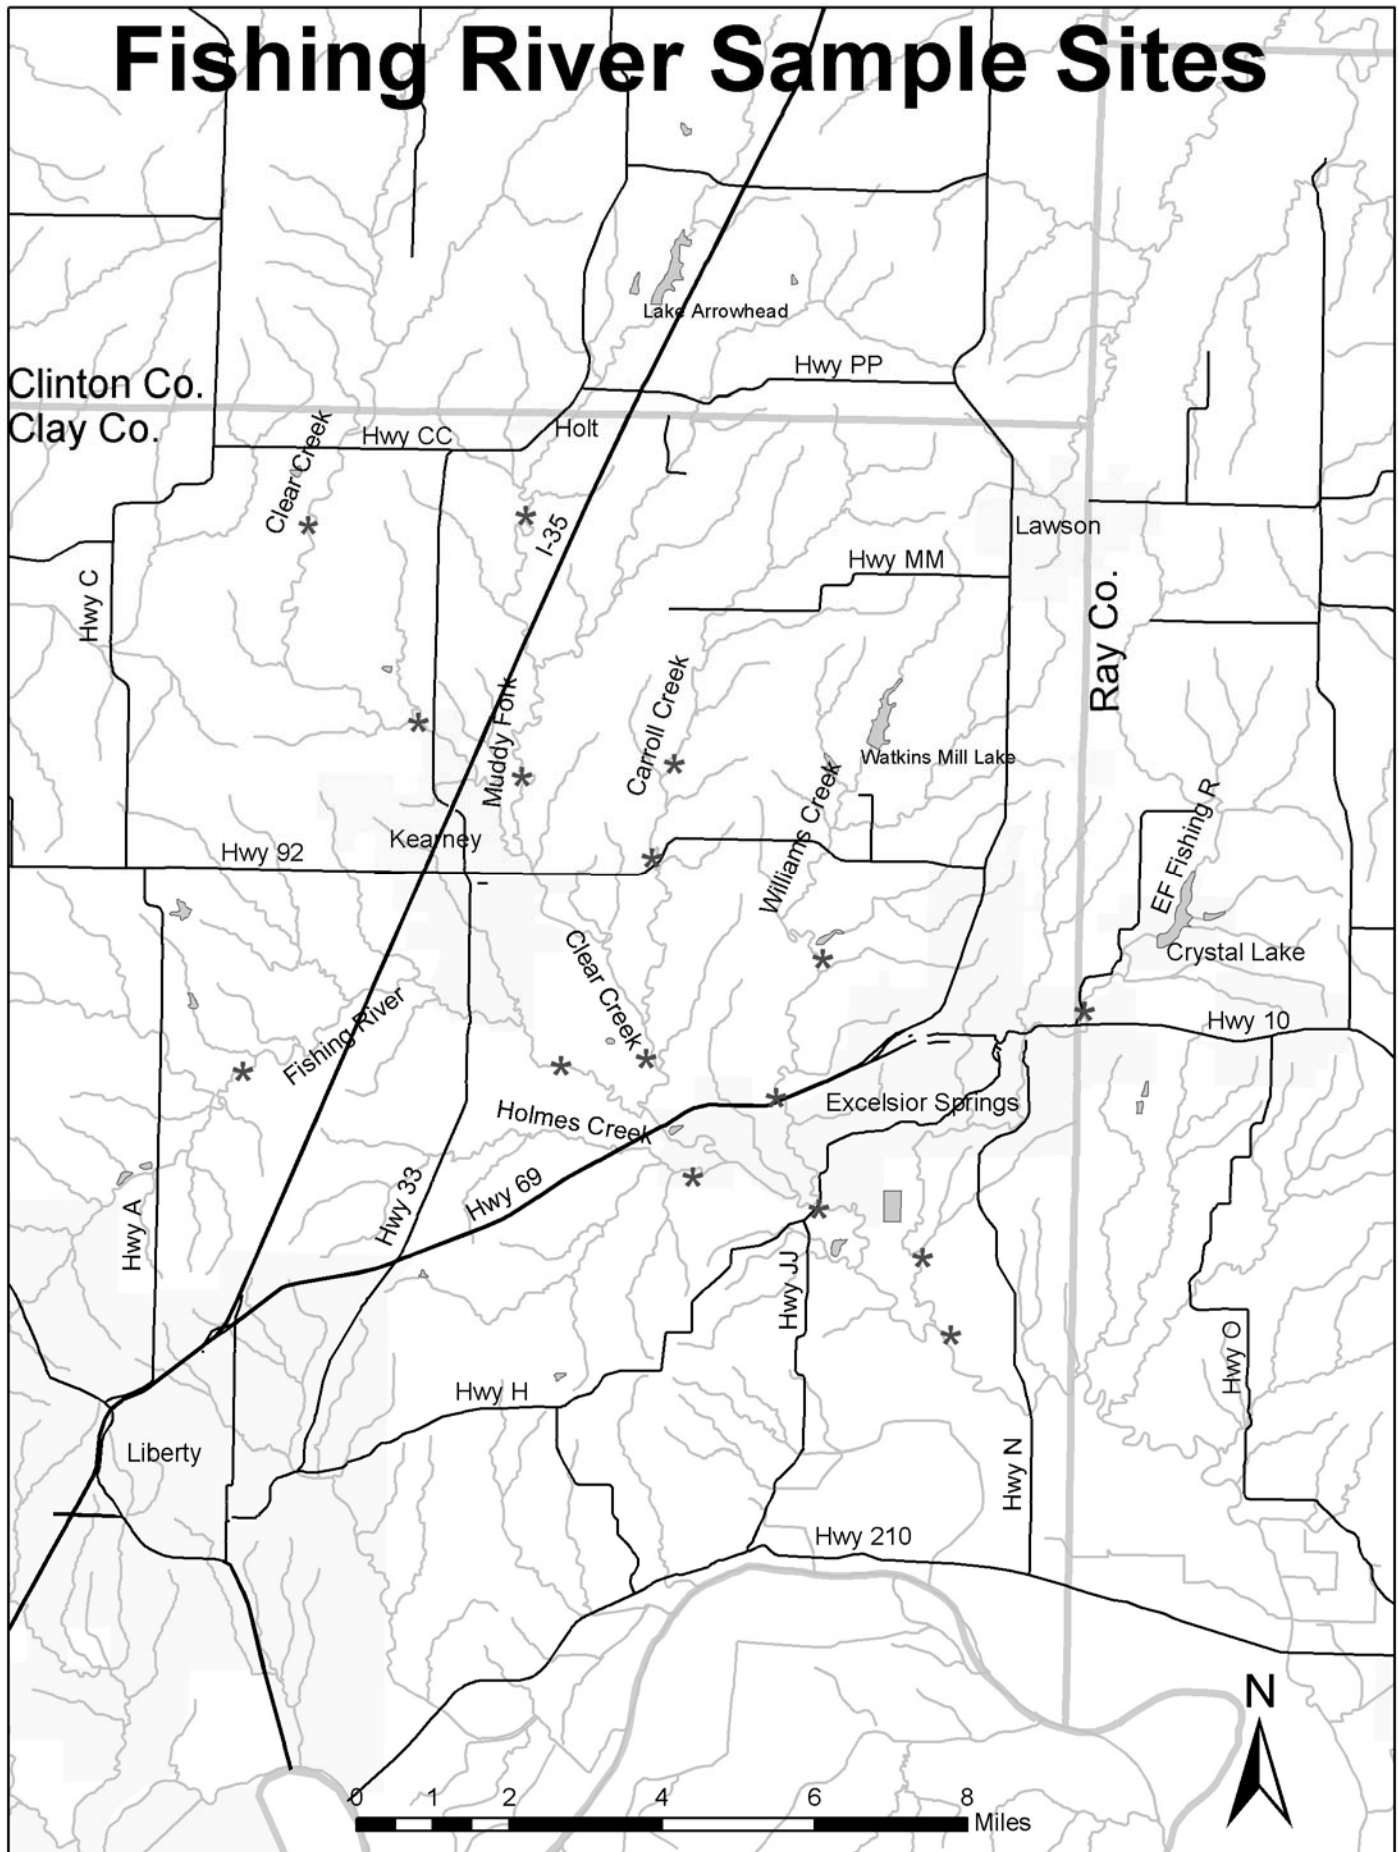 Fishing River Sample Sites
Lake Arrowhead
Hwy PP
Clinton Co.
Clay Co.
Hwy CC
Holt
Clear Creek
I-35
Lawson
Hwy MM
Hwy C
Ray Co.
Muddy Fork
Carroll Creek
Watkins Mill Lake
Williams Creek
EF Fishing R
Kearney
Hwy 92
Crystal Lake
Clear Creek
Hwy 10
Fishing River
Excelsior Springs
Holmes Creek
Hwy 69
Hwy 33
Hwy A
Hwy JJ
Hwy O
Hwy H
Liberty
Hwy N
Hwy 210
N
0 1 2 4 6 8
Miles